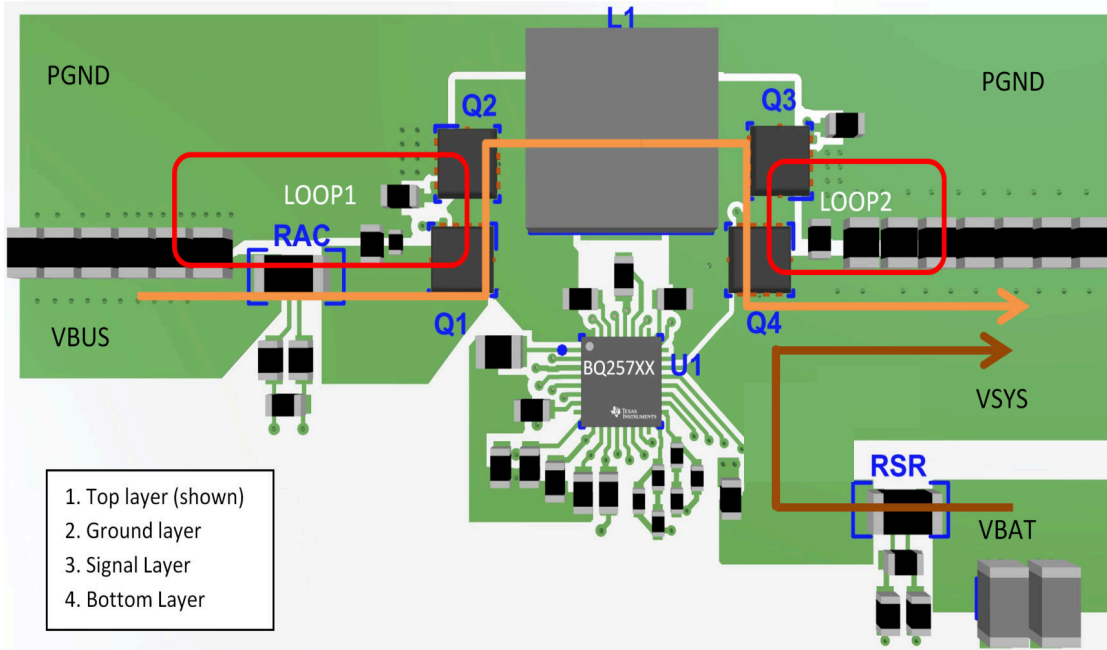 L1
PGND
PGND
Q2
Q3
LOOP1
LOOP2
RAC
Q1
Q4
VBUS
BQ257XX
U1
TEXAS
INSTRUMENTS
VSYS
RSR
VBAT
1. Top layer (shown)
2. Ground layer
3. Signal Layer
4. Bottom Layer